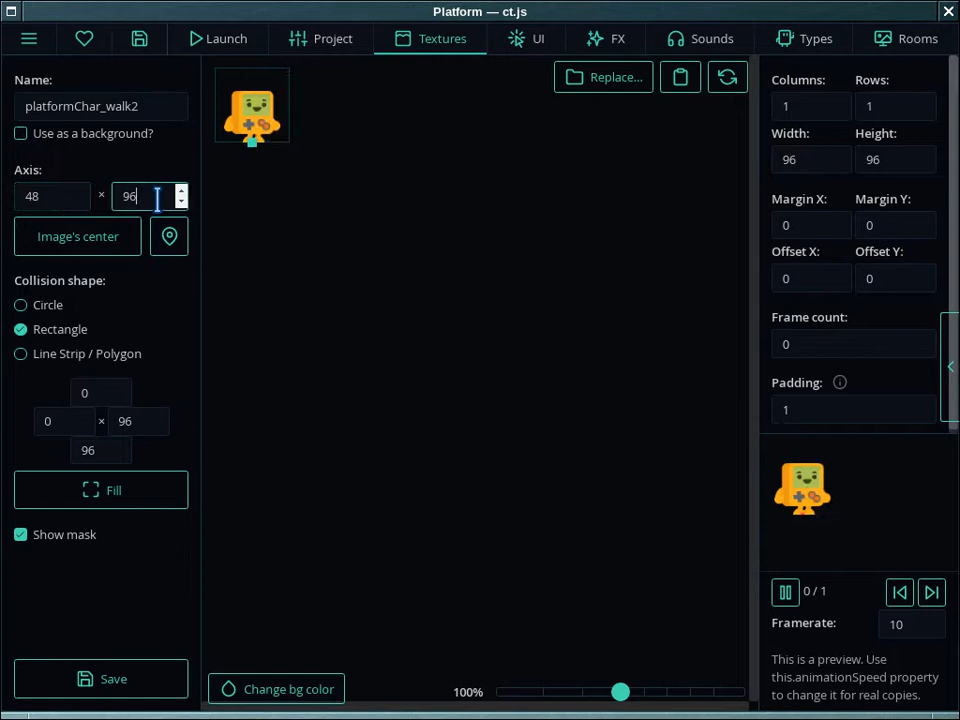 Platform — ct.js
Launch
Project
Textures
UI
FX
Sounds
Types
Rooms
Name:
platformChar_walk2
Use as a background?
Axis:
48 × 96
Image's center
Collision shape:
Circle
Rectangle
Line Strip / Polygon
0
0 × 96
96
Fill
Show mask
Save
Replace...
Change bg color
100%
Columns: Rows:
1 1
Width: Height:
96 96
Margin X: Margin Y:
0 0
Offset X: Offset Y:
0 0
Frame count:
0
Padding:
1
0 / 1
Framerate: 10
This is a preview. Use
this.animationSpeed property
to change it for real copies.